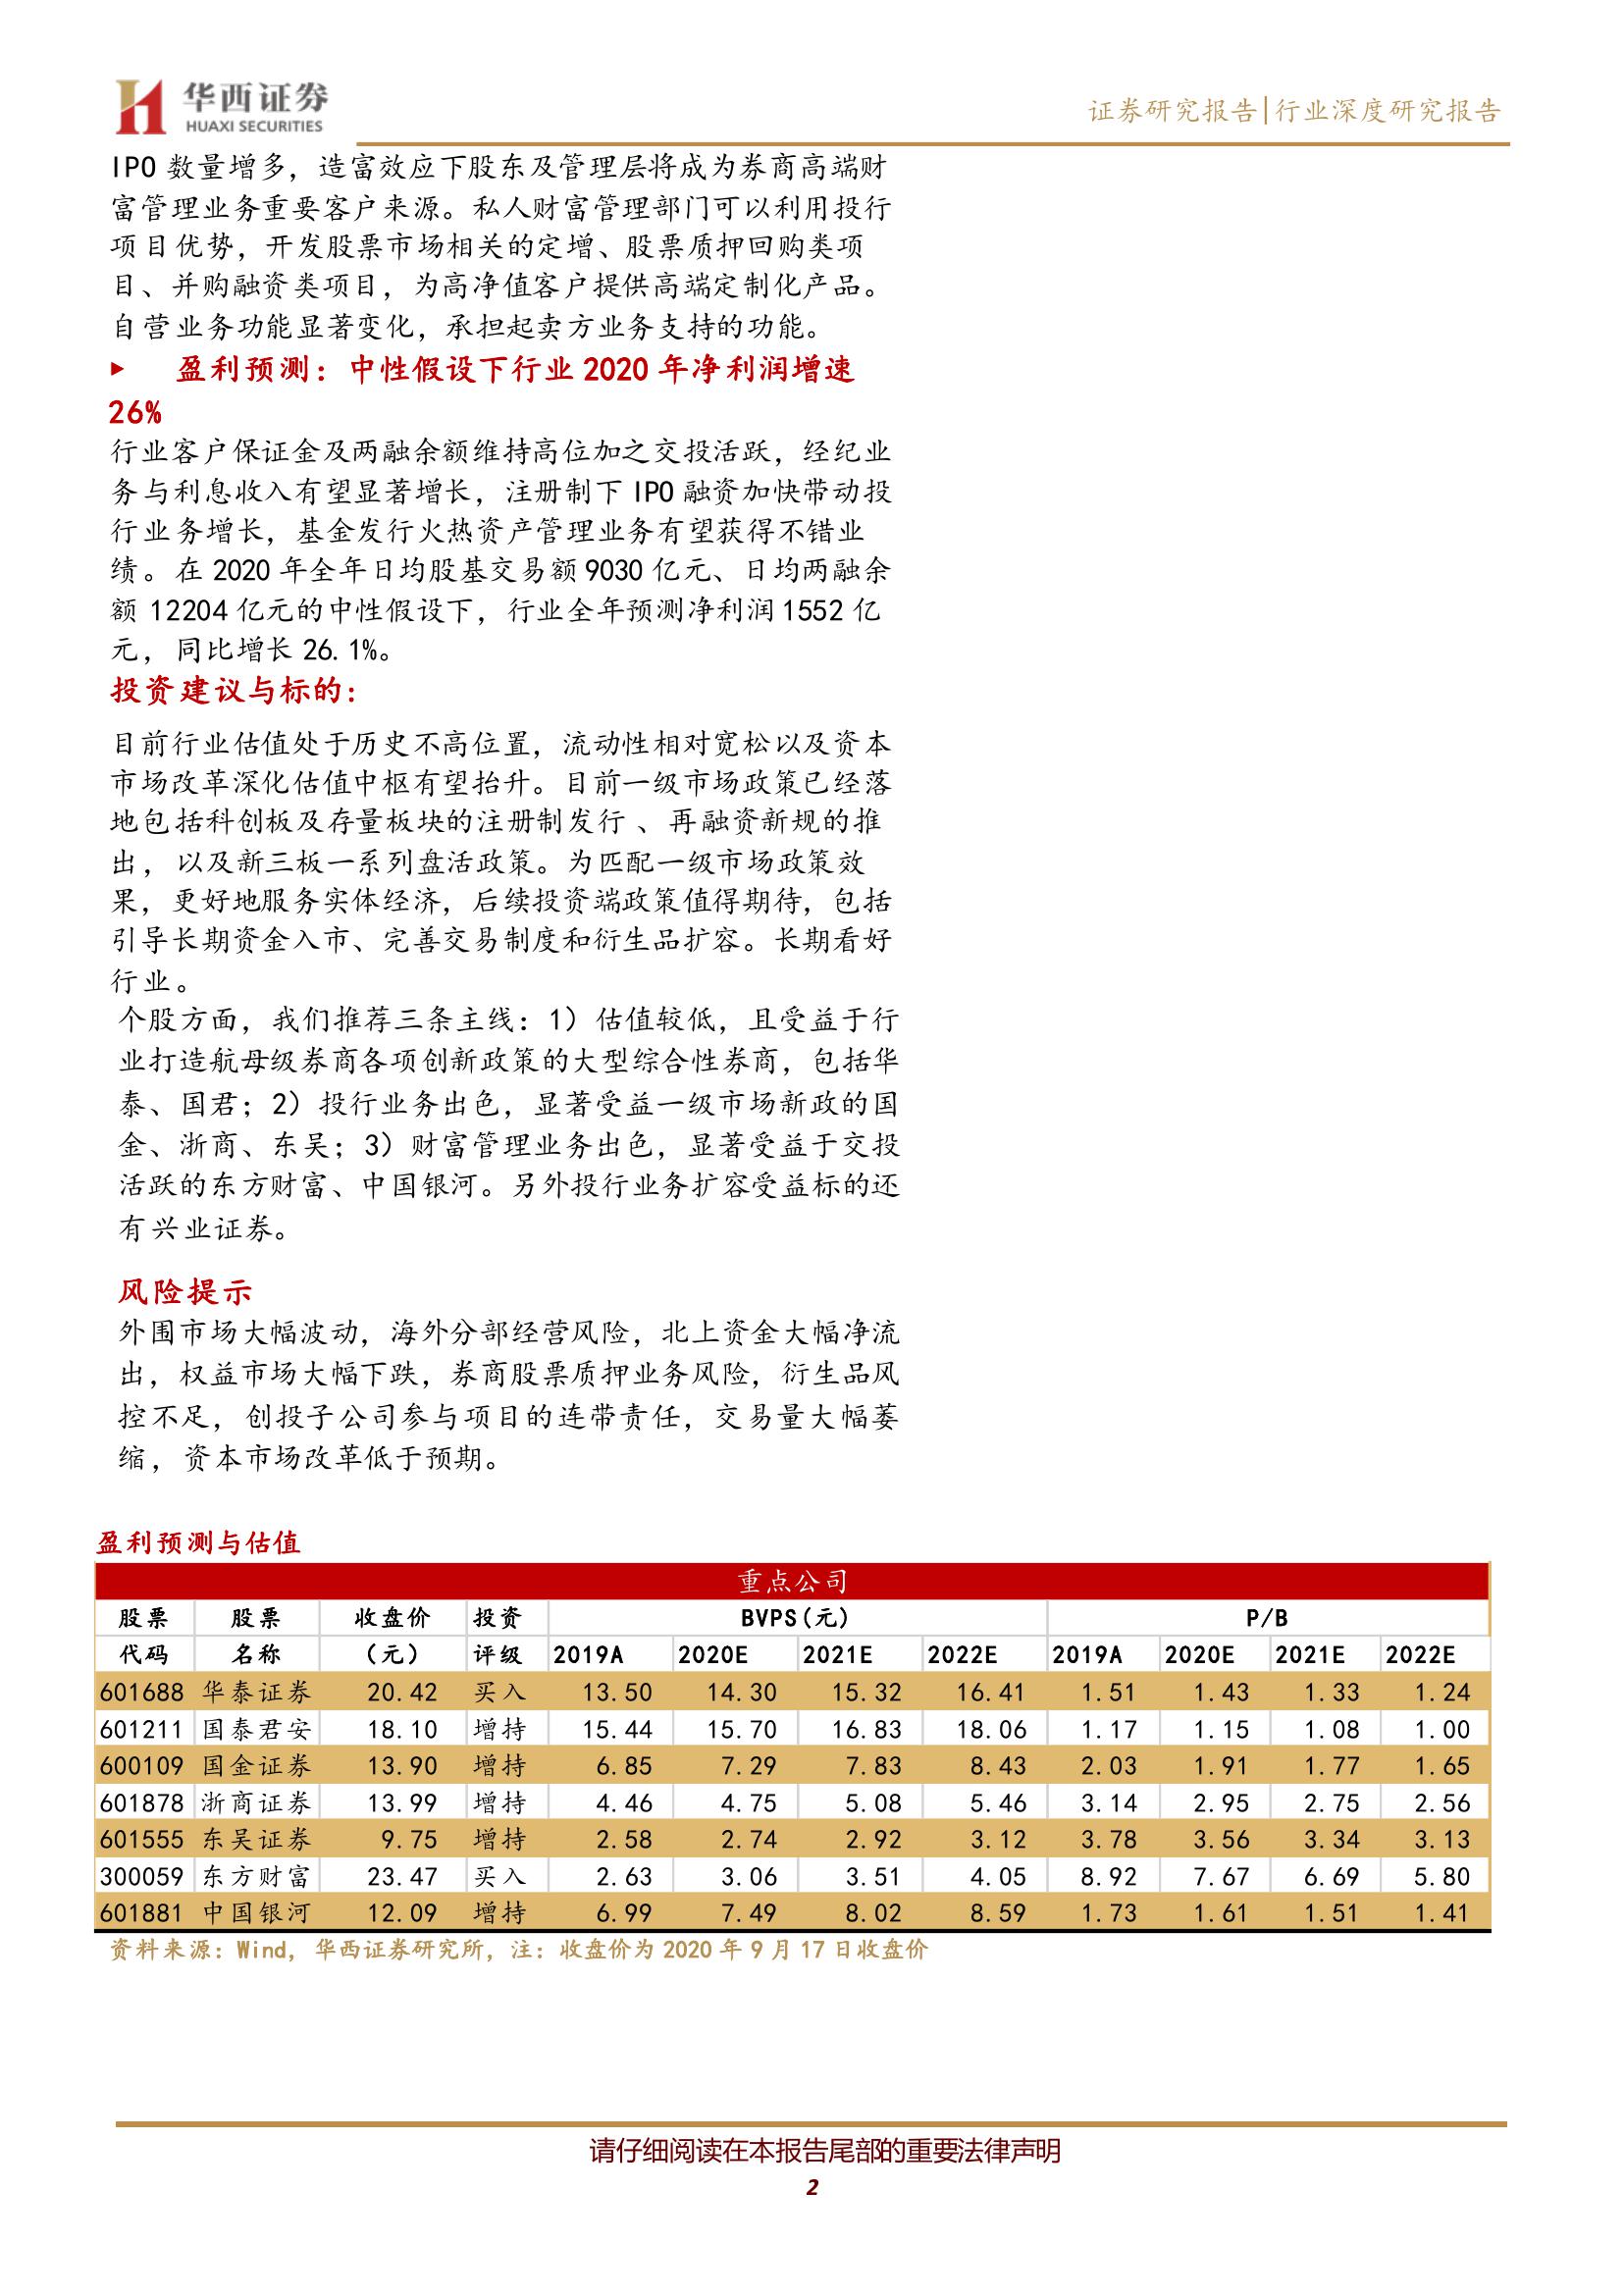 华西证券
HUAXI SECURITIES
证券研究报告|行业深度研究报告
IPO 数量增多，造富效应下股东及管理层将成为券商高端财
富管理业务重要客户来源。私人财富管理部门可以利用投行
项目优势，开发股票市场相关的定增、股票质押回购类项
目、并购融资类项目，为高净值客户提供高端定制化产品。
自营业务功能显著变化，承担起卖方业务支持的功能。
▶ 盈利预测：中性假设下行业 2020 年净利润增速
26%
行业客户保证金及两融余额维持高位加之交投活跃，经纪业
务与利息收入有望显著增长，注册制下 IPO 融资加快带动投
行业务增长，基金发行火热资产管理业务有望获得不错业
绩。在 2020 年全年日均股基交易额 9030 亿元、日均两融余
额 12204 亿元的中性假设下，行业全年预测净利润 1552 亿
元，同比增长 26.1%。
投资建议与标的：
目前行业估值处于历史不高位置，流动性相对宽松以及资本
市场改革深化估值中枢有望抬升。目前一级市场政策已经落
地包括科创板及存量板块的注册制发行 、再融资新规的推
出，以及新三板一系列盘活政策。为匹配一级市场政策效
果，更好地服务实体经济，后续投资端政策值得期待，包括
引导长期资金入市、完善交易制度和衍生品扩容。长期看好
行业。
个股方面，我们推荐三条主线：1）估值较低，且受益于行
业打造航母级券商各项创新政策的大型综合性券商，包括华
泰、国君；2）投行业务出色，显著受益一级市场新政的国
金、浙商、东吴；3）财富管理业务出色，显著受益于交投
活跃的东方财富、中国银河。另外投行业务扩容受益标的还
有兴业证券。
风险提示
外围市场大幅波动，海外分部经营风险，北上资金大幅净流
出，权益市场大幅下跌，券商股票质押业务风险，衍生品风
控不足，创投子公司参与项目的连带责任，交易量大幅萎
缩，资本市场改革低于预期。
盈利预测与估值
重点公司
股票 股票 收盘价 投资 BVPS(元) P/B
代码 名称 （元） 评级 2019A 2020E 2021E 2022E 2019A 2020E 2021E 2022E
601688 华泰证券 20.42 买入 13.50 14.30 15.32 16.41 1.51 1.43 1.33 1.24
601211 国泰君安 18.10 增持 15.44 15.70 16.83 18.06 1.17 1.15 1.08 1.00
600109 国金证券 13.90 增持 6.85 7.29 7.83 8.43 2.03 1.91 1.77 1.65
601878 浙商证券 13.99 增持 4.46 4.75 5.08 5.46 3.14 2.95 2.75 2.56
601555 东吴证券 9.75 增持 2.58 2.74 2.92 3.12 3.78 3.56 3.34 3.13
300059 东方财富 23.47 买入 2.63 3.06 3.51 4.05 8.92 7.67 6.69 5.80
601881 中国银河 12.09 增持 6.99 7.49 8.02 8.59 1.73 1.61 1.51 1.41
资料来源：Wind，华西证券研究所，注：收盘价为 2020 年 9 月 17 日收盘价
请仔细阅读在本报告尾部的重要法律声明
2